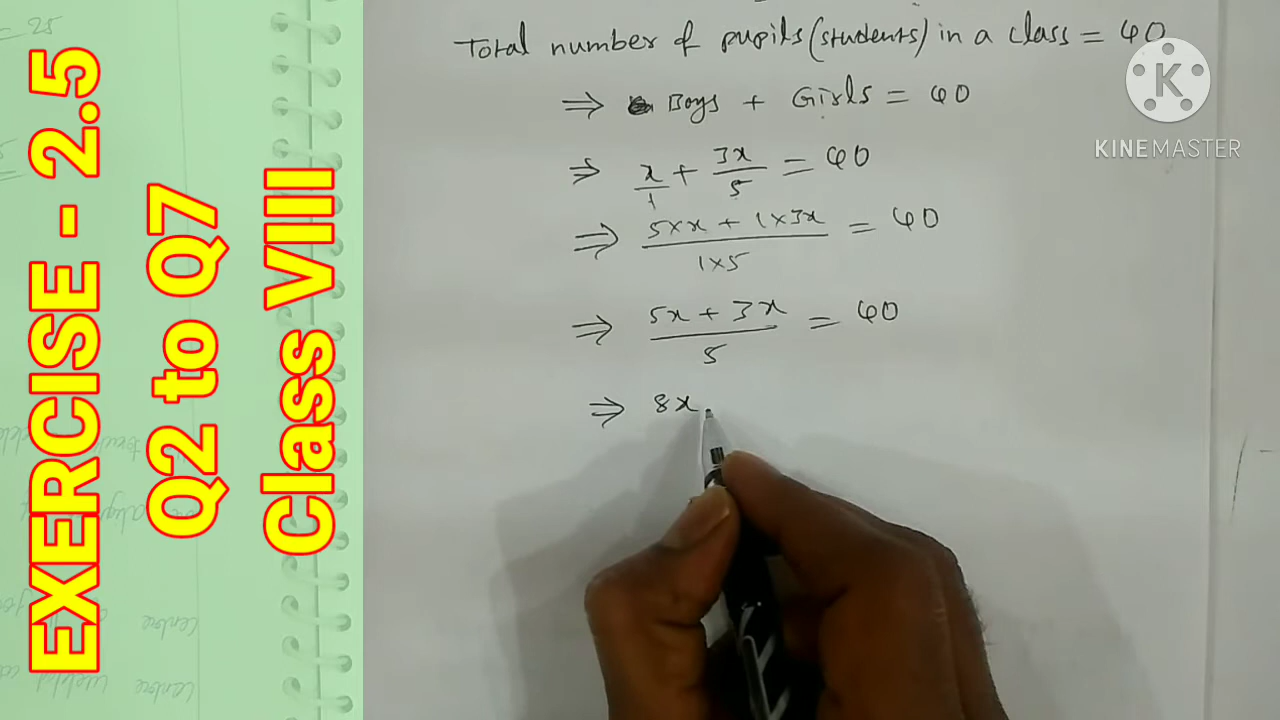 EXERCISE - 2.5
Q2 to Q7
Class VIII
Total number of pupils (students) in a class = 40
⇒ Boys + Girls = 40
⇒ x/1 + 3x/5 = 40
⇒ (5×x + 1×3x)/(1×5) = 40
⇒ (5x + 3x)/5 = 40
⇒ 8x
K
KINEMASTER